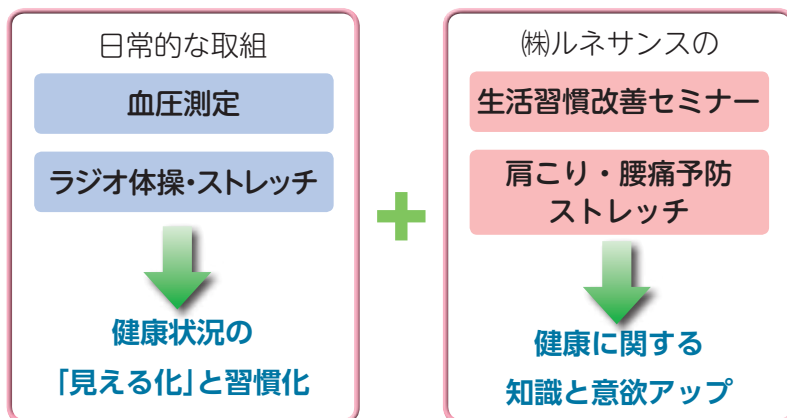 日常的な取組
血圧測定
ラジオ体操・ストレッチ
健康状況の
「見える化」と習慣化
+
㈱ルネサンスの
生活習慣改善セミナー
肩こり・腰痛予防
ストレッチ
健康に関する
知識と意欲アップ